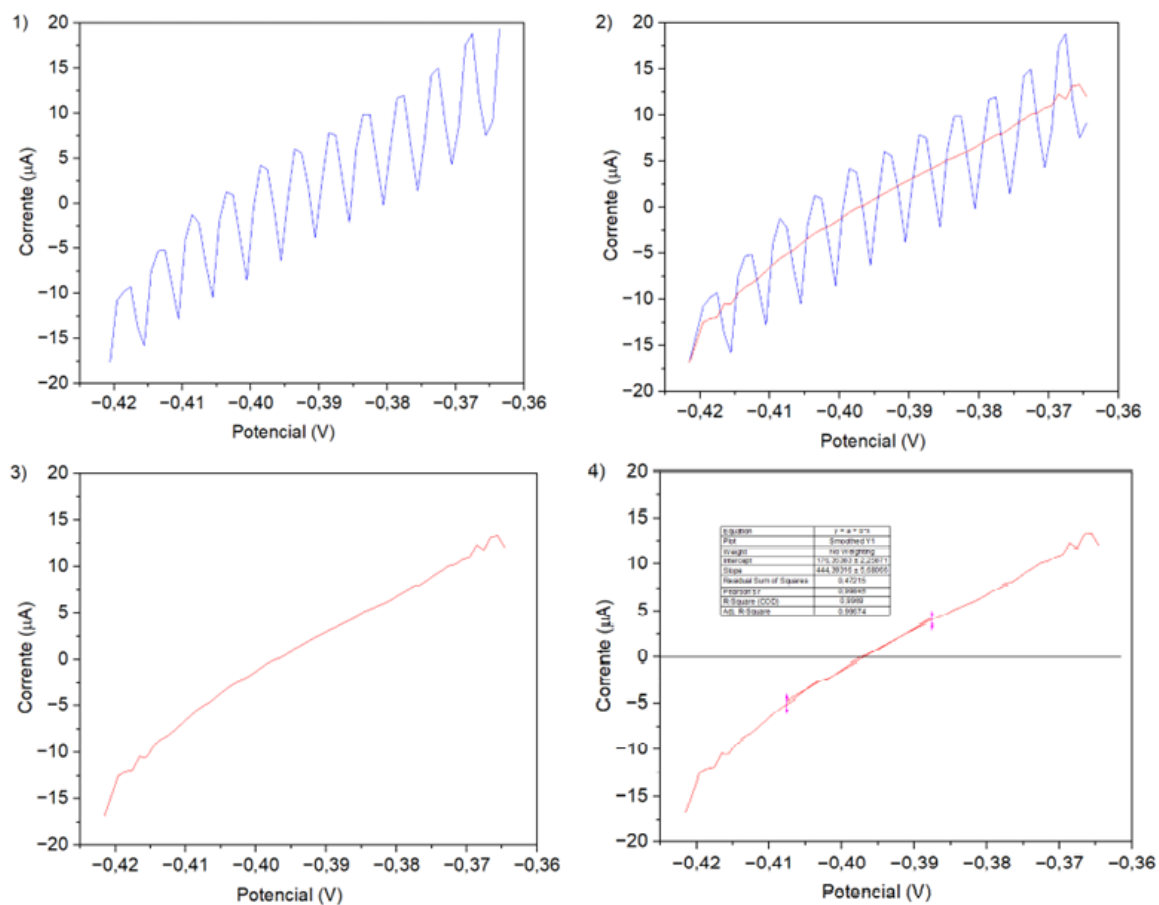 1)
20
15
10
5
0
−5
−10
−15
−20
Corrente (µA)
−0,42 −0,41 −0,40 −0,39 −0,38 −0,37 −0,36
Potencial (V)
2)
20
15
10
5
0
−5
−10
−15
−20
Corrente (µA)
−0,42 −0,41 −0,40 −0,39 −0,38 −0,37 −0,36
Potencial (V)
3)
20
15
10
5
0
−5
−10
−15
−20
Corrente (µA)
−0,42 −0,41 −0,40 −0,39 −0,38 −0,37 −0,36
Potencial (V)
4)
20
15
10
5
0
−5
−10
−15
−20
Corrente (µA)
Equation y = a + b*x
Plot Smoothed Y1
Weight No Weighting
Intercept
Slope
Residual Sum of Squares 0,47215
R-Square (COD) 0,9969
Adj. R-Square 0,99674
−0,42 −0,41 −0,40 −0,39 −0,38 −0,37 −0,36
Potencial (V)